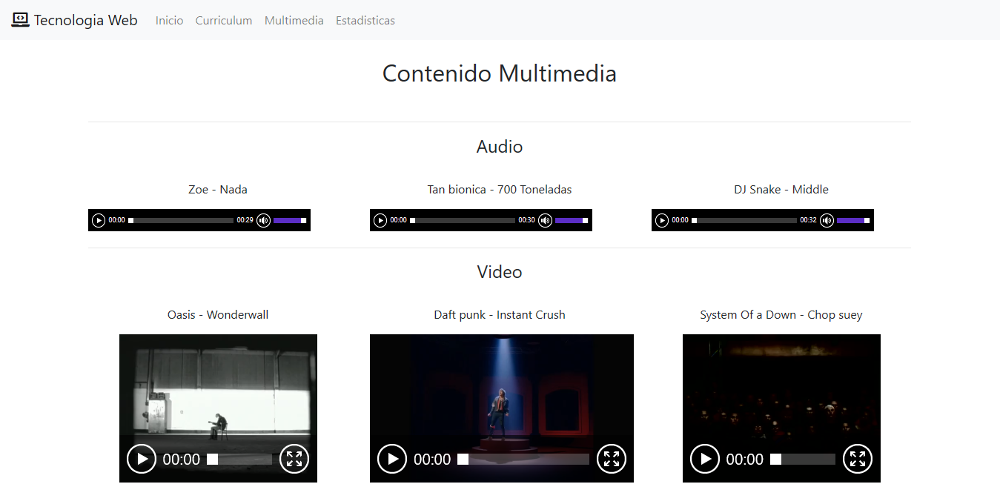 Tecnologia Web Inicio Curriculum Multimedia Estadisticas
Contenido Multimedia
Audio
Zoe - Nada Tan bionica - 700 Toneladas DJ Snake - Middle
00:00 00:29 00:00 00:30 00:00 00:32
Video
Oasis - Wonderwall Daft punk - Instant Crush System Of a Down - Chop suey
00:00 00:00 00:00